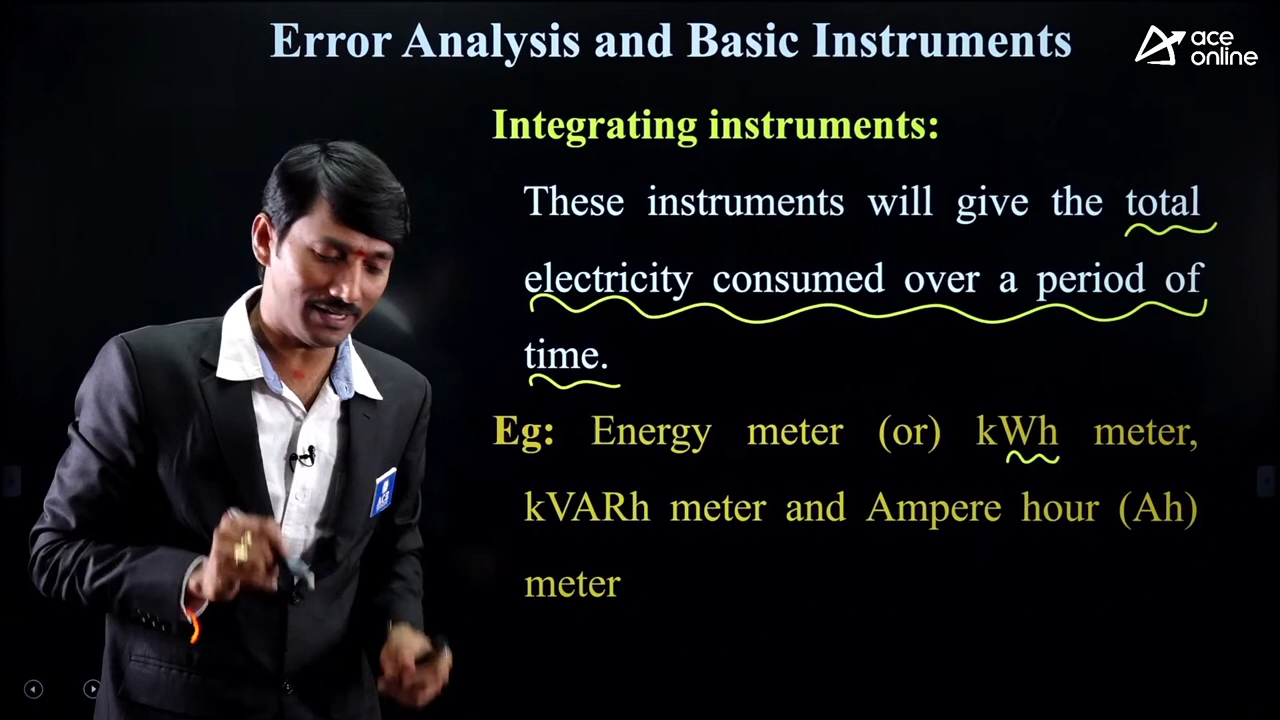 Error Analysis and Basic Instruments
ace
online
Integrating instruments:
These instruments will give the total
electricity consumed over a period of
time.
Eg: Energy meter (or) kWh meter,
kVARh meter and Ampere hour (Ah)
meter
ACE